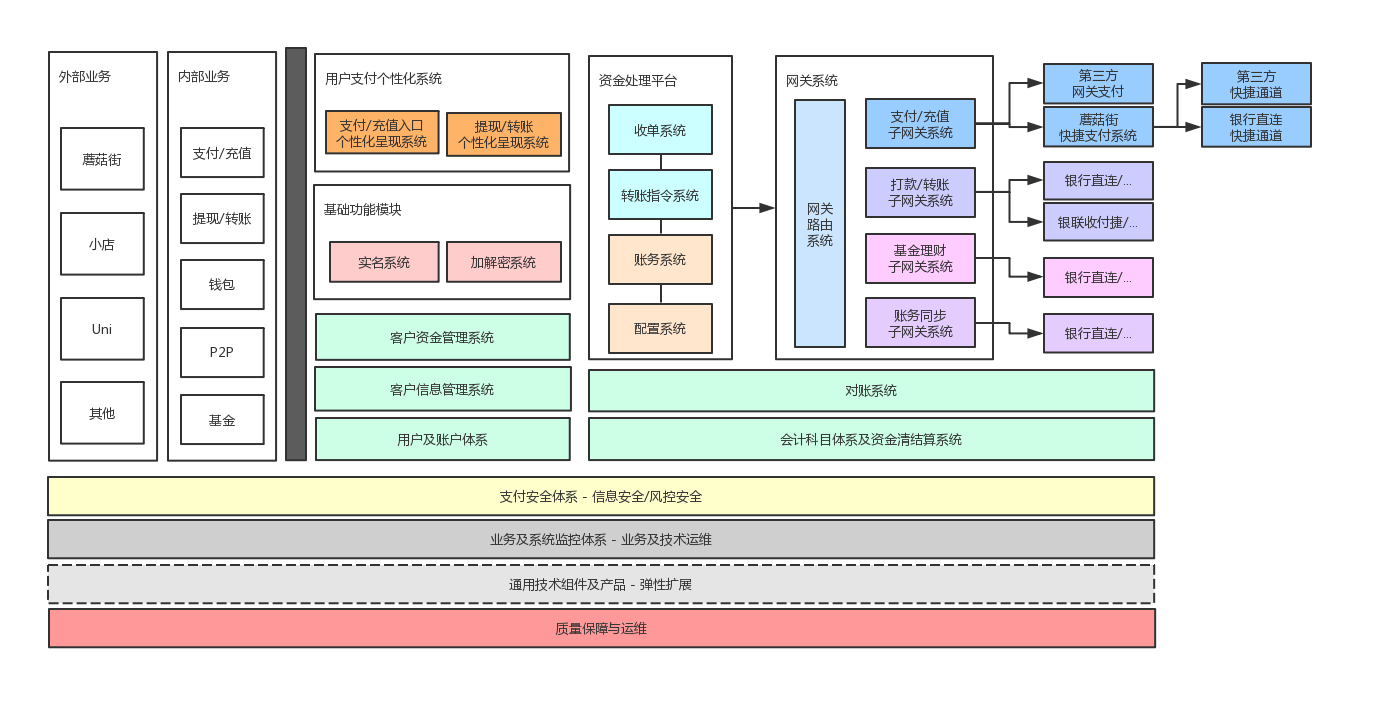 外部业务
蘑菇街
小店
Uni
其他
内部业务
支付/充值
提现/转账
钱包
P2P
基金
用户支付个性化系统
支付/充值入口
个性化呈现系统
提现/转账
个性化呈现系统
基础功能模块
实名系统
加解密系统
客户资金管理系统
客户信息管理系统
用户及账户体系
资金处理平台
收单系统
转账指令系统
账务系统
配置系统
网关系统
网关
路由
系统
支付/充值
子网关系统
打款/转账
子网关系统
基金理财
子网关系统
账务同步
子网关系统
第三方
网关支付
蘑菇街
快捷支付系统
第三方
快捷通道
银行直连
快捷通道
银行直连/...
银联收付捷/...
银行直连/...
银行直连/...
对账系统
会计科目体系及资金清结算系统
支付安全体系 - 信息安全/风控安全
业务及系统监控体系 - 业务及技术运维
通用技术组件及产品 - 弹性扩展
质量保障与运维